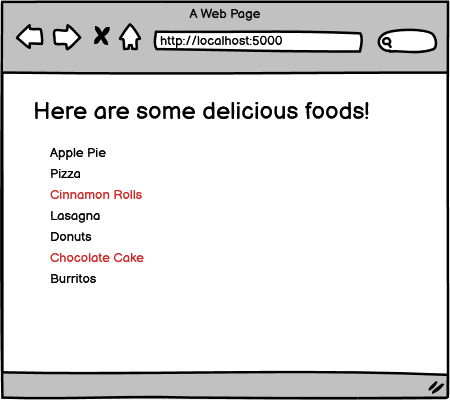 A Web Page
http://localhost:5000
Here are some delicious foods!
Apple Pie
Pizza
Cinnamon Rolls
Lasagna
Donuts
Chocolate Cake
Burritos